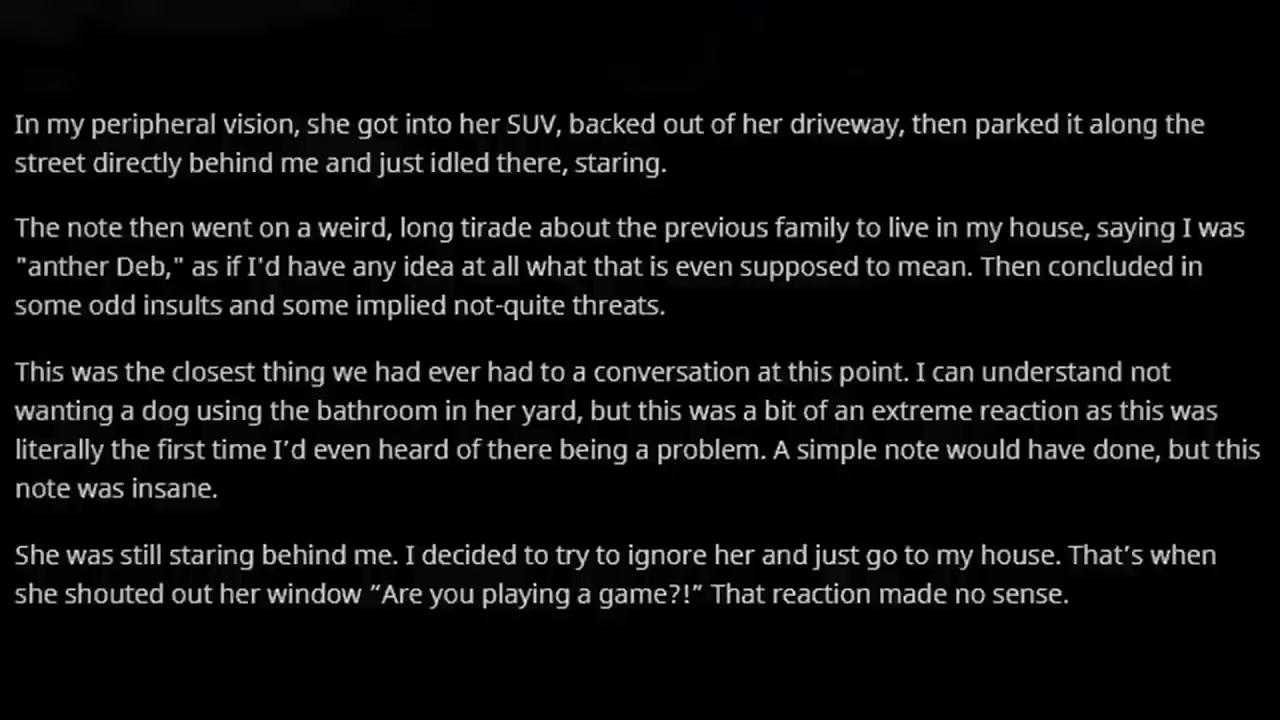 In my peripheral vision, she got into her SUV, backed out of her driveway, then parked it along the
street directly behind me and just idled there, staring.
The note then went on a weird, long tirade about the previous family to live in my house, saying I was
"anther Deb," as if I'd have any idea at all what that is even supposed to mean. Then concluded in
some odd insults and some implied not-quite threats.
This was the closest thing we had ever had to a conversation at this point. I can understand not
wanting a dog using the bathroom in her yard, but this was a bit of an extreme reaction as this was
literally the first time I’d even heard of there being a problem. A simple note would have done, but this
note was insane.
She was still staring behind me. I decided to try to ignore her and just go to my house. That’s when
she shouted out her window “Are you playing a game?!” That reaction made no sense.